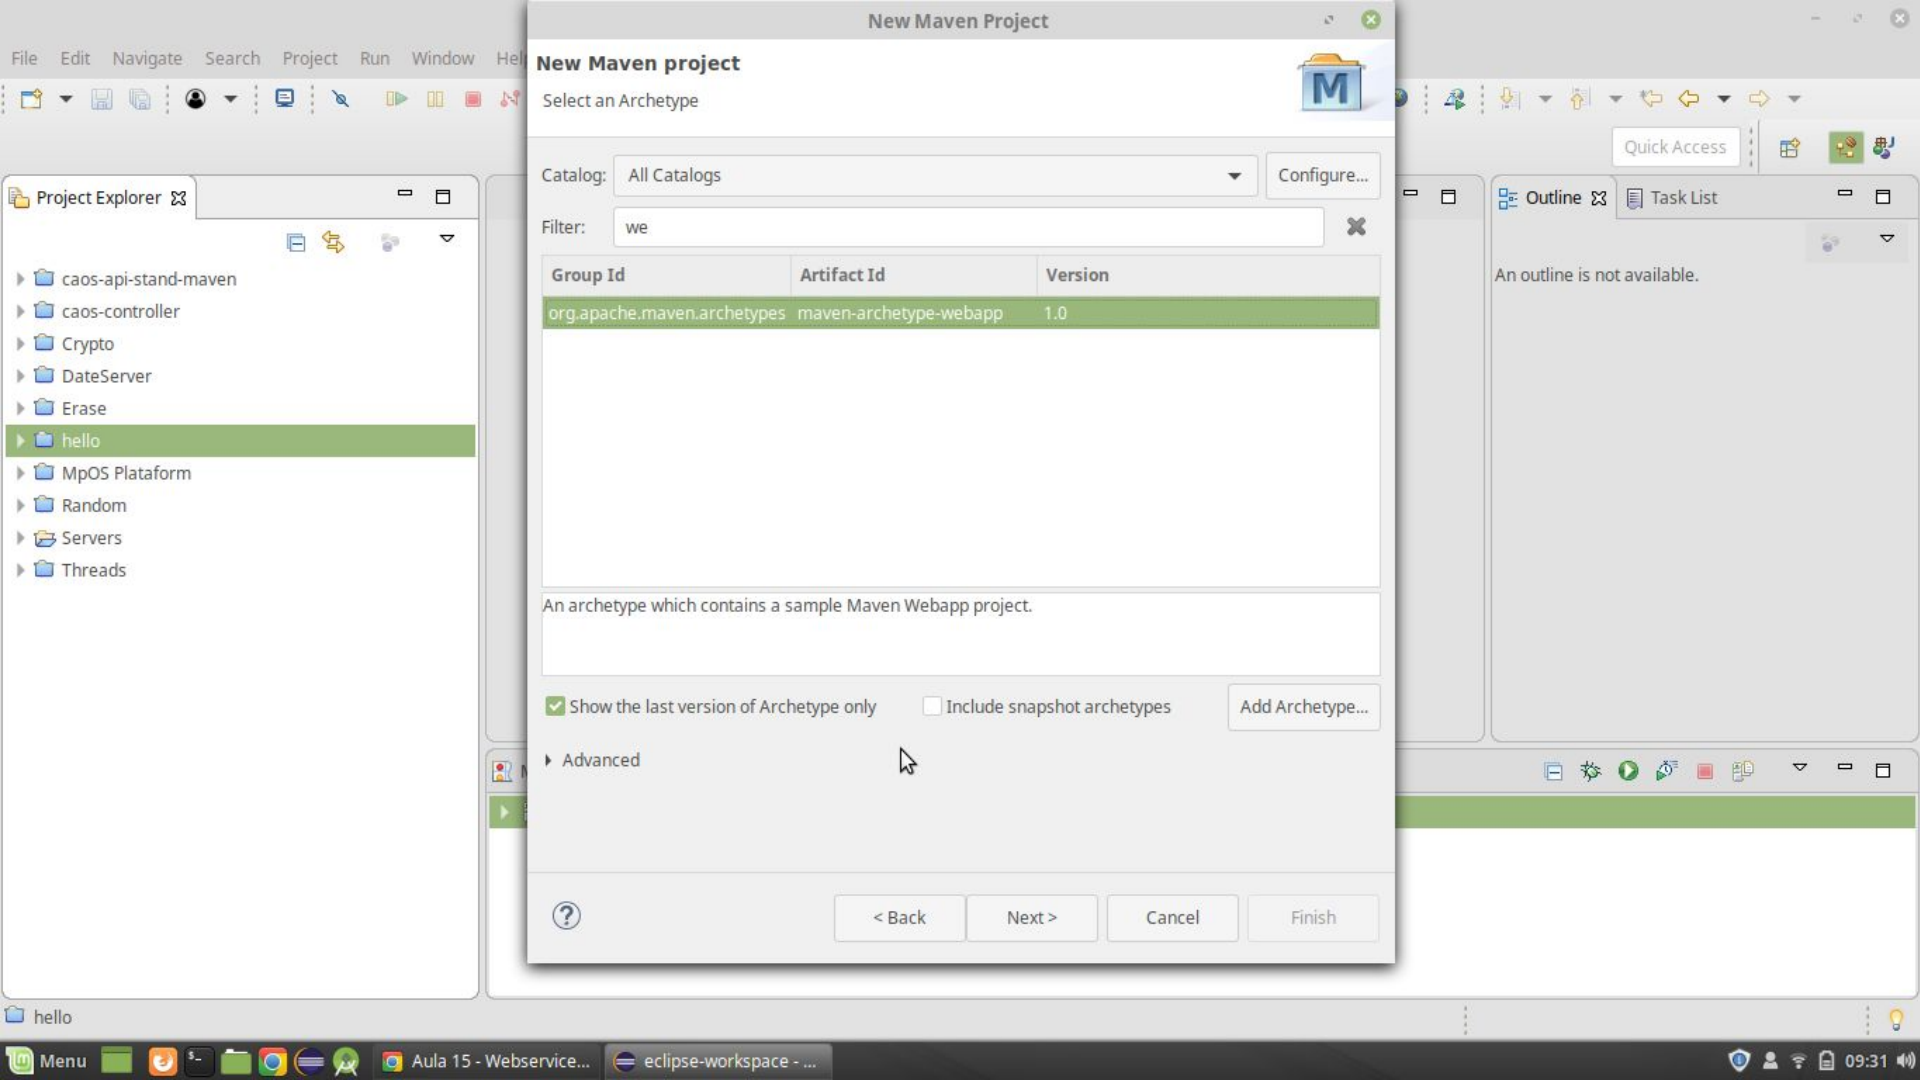 New Maven Project
File Edit Navigate Search Project Run Window
New Maven project
Select an Archetype
Quick Access
Catalog: All Catalogs Configure...
Filter: we
Project Explorer
Outline Task List
An outline is not available.
Group Id Artifact Id Version
org.apache.maven.archetypes maven-archetype-webapp 1.0
caos-api-stand-maven
caos-controller
Crypto
DateServer
Erase
hello
MpOS Plataform
Random
Servers
Threads
An archetype which contains a sample Maven Webapp project.
Show the last version of Archetype only Include snapshot archetypes Add Archetype...
Advanced
< Back Next > Cancel Finish
hello
Menu Aula 15 - Webservice... eclipse-workspace - ... 09:31